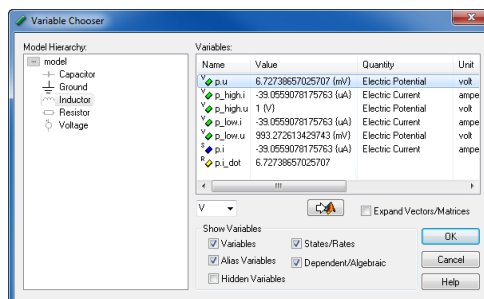 Variable Chooser
Model Hierarchy:
model
Capacitor
Ground
Inductor
Resistor
Voltage
Variables:
Name Value Quantity Unit
V p.u 6.72738657025707 {mV} Electric Potential volt
V p_high.i -39.0559078175763 {uA} Electric Current ampe
V p_high.u 1 {V} Electric Potential volt
V p_low.i -39.0559078175763 {uA} Electric Current ampe
V p_low.u 993.272613429743 {mV} Electric Potential volt
S p.i -39.0559078175763 {uA} Electric Current ampe
R p.i_dot 6.72738657025707
V
Expand Vectors/Matrices
Show Variables
Variables States/Rates
Alias Variables Dependent/Algebraic
Hidden Variables
OK
Cancel
Help